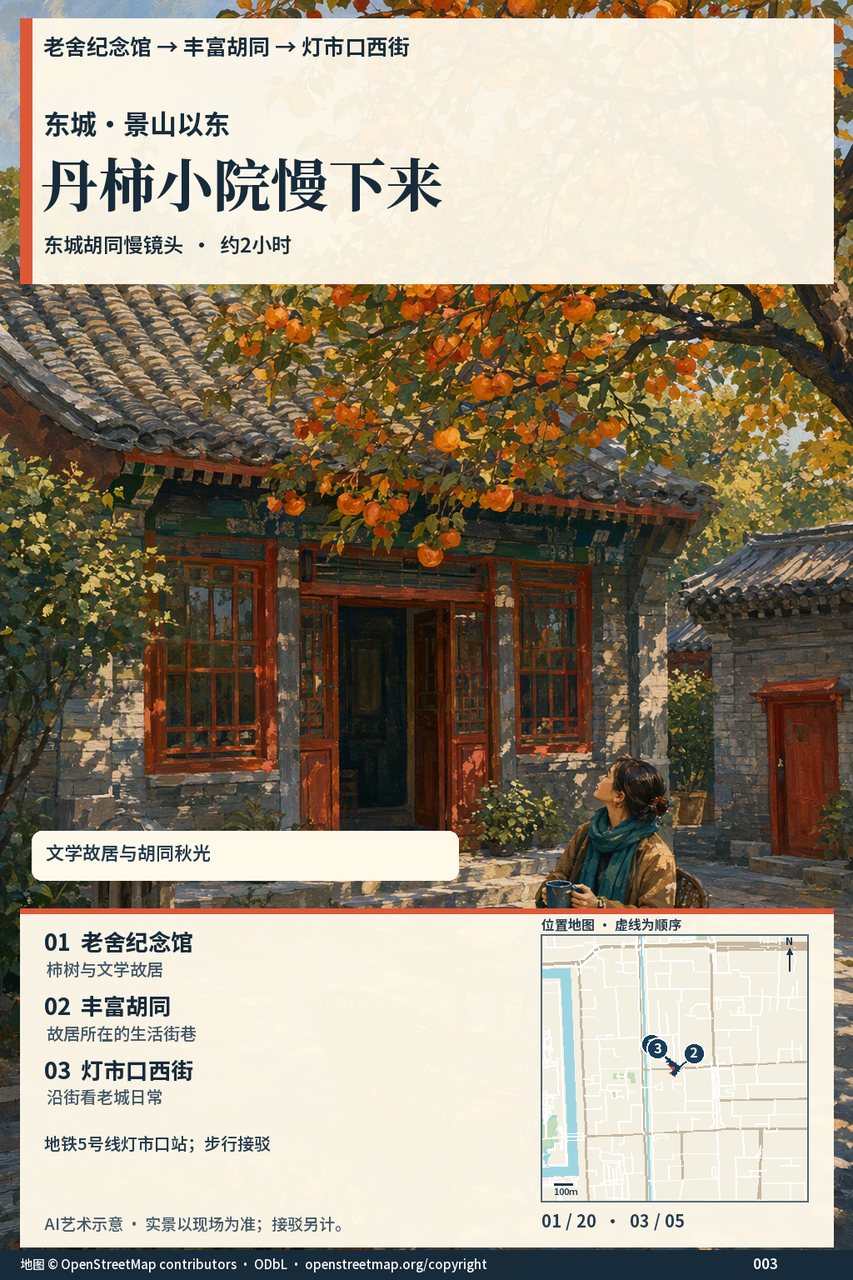 老舍纪念馆 → 丰富胡同 → 灯市口西街
东城·景山以东
丹柿小院慢下来
东城胡同慢镜头 · 约2小时
文学故居与胡同秋光
01 老舍纪念馆
柿树与文学故居
02 丰富胡同
故居所在的生活街巷
03 灯市口西街
沿街看老城日常
地铁5号线灯市口站；步行接驳
AI艺术示意 · 实景以现场为准；接驳另计。
位置地图 · 虚线为顺序
N
3
2
100m
01 / 20 · 03 / 05
地图 © OpenStreetMap contributors · ODbL · openstreetmap.org/copyright
003